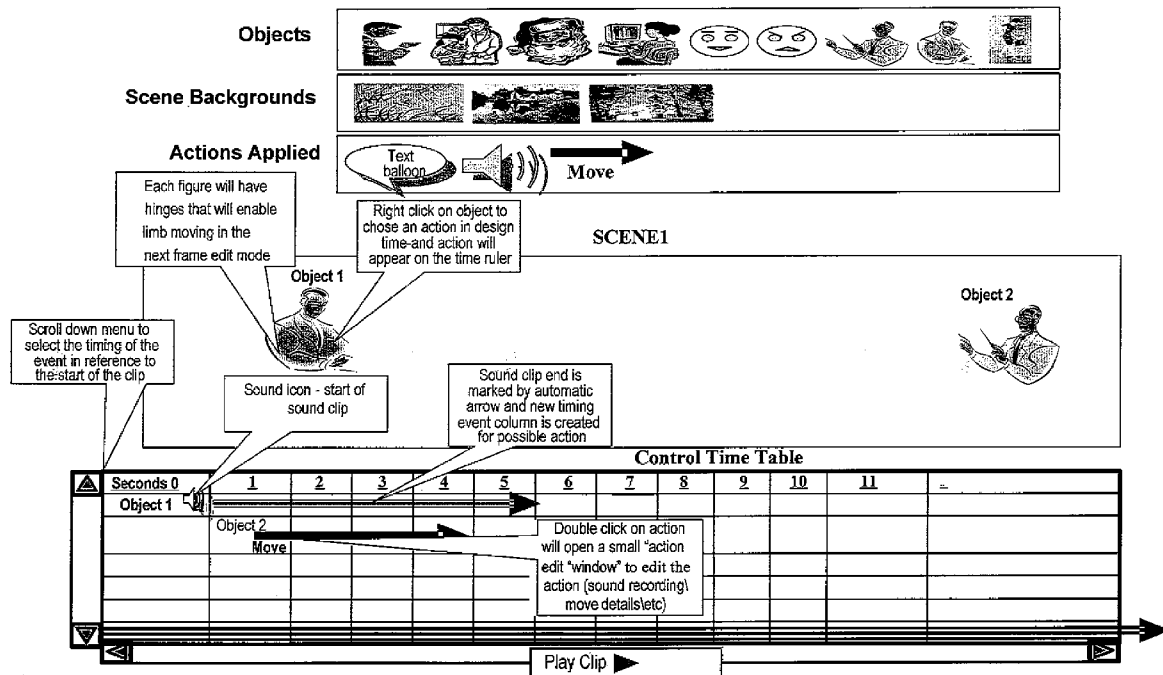 Objects
Scene Backgrounds
Actions Applied
Text
balloon
Move
Each figure will have
hinges that will enable
limb moving in the
next frame edit mode
Right click on object to
chose an action in design
time-and action will
appear on the time ruler
SCENE1
Object 1
Object 2
Scroll down menu to
select the timing of the
event in reference to
the start of the clip
Sound icon - start of
sound clip
Sound clip end is
marked by automatic
arrow and new timing
event column is created
for possible action
Control Time Table
Seconds 0 1 2 3 4 5 6 7 8 9 10 11 ..
Object 1
Object 2
Move
Double click on action
will open a small "action
edit "window" to edit the
action (sound recording\
move details\etc)
Play Clip